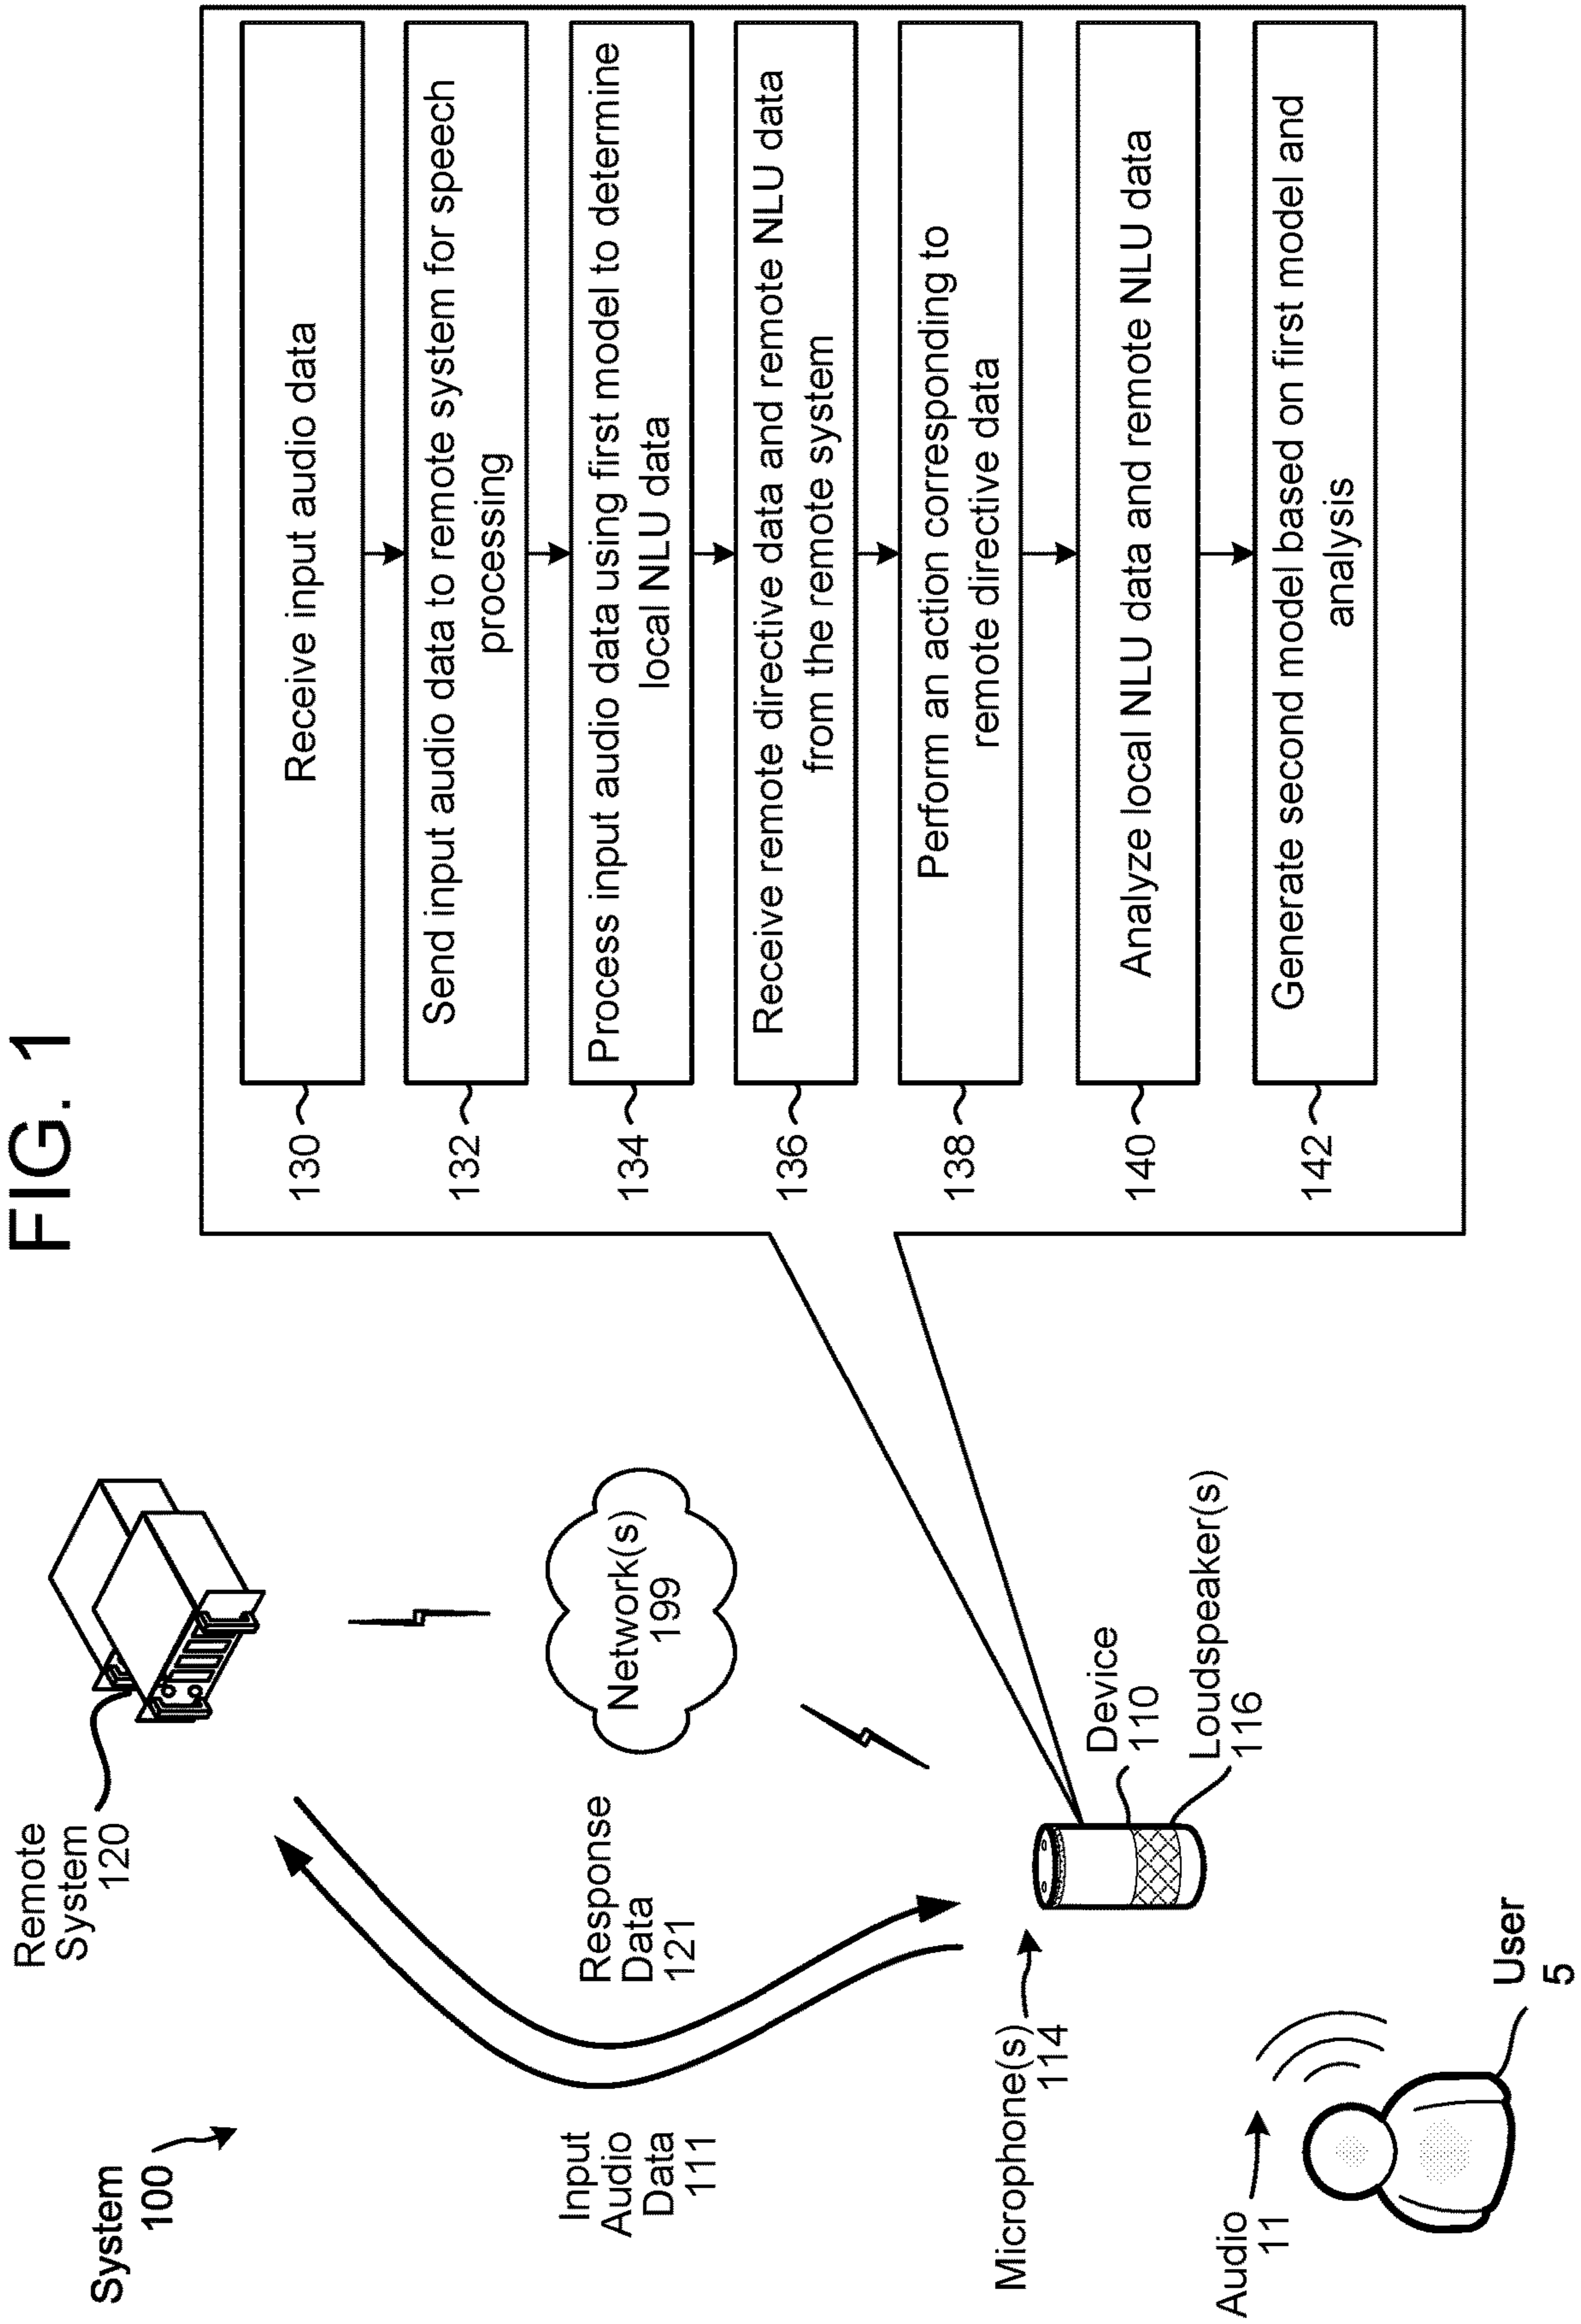 FIG. 1
System
100
Remote
System
120
Input
Audio
Data
111
Response
Data
121
Network(s)
199
Microphone(s)
114
Device
110
Loudspeaker(s)
116
Audio
11
User
5
130
Receive input audio data
132
Send input audio data to remote system for speech
processing
134
Process input audio data using first model to determine
local NLU data
136
Receive remote directive data and remote NLU data
from the remote system
138
Perform an action corresponding to
remote directive data
140
Analyze local NLU data and remote NLU data
142
Generate second model based on first model and
analysis